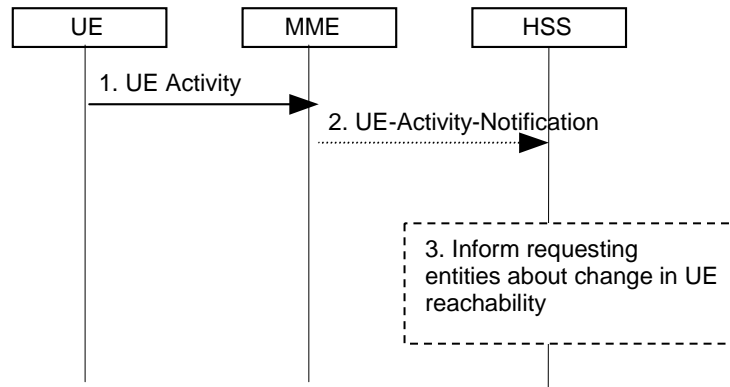 UE
MME
HSS
1. UE Activity
2. UE-Activity-Notification
3. Inform requesting
entities about change in UE
reachability